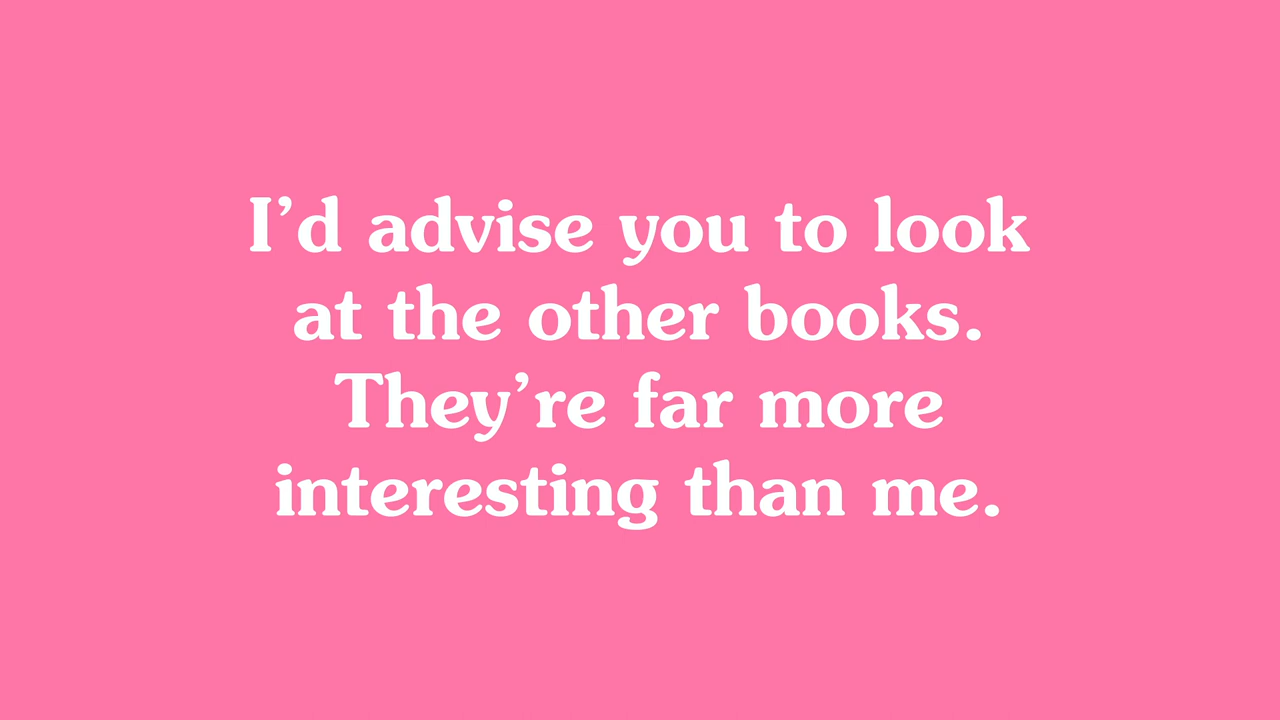 I’d advise you to look
at the other books.
They’re far more
interesting than me.